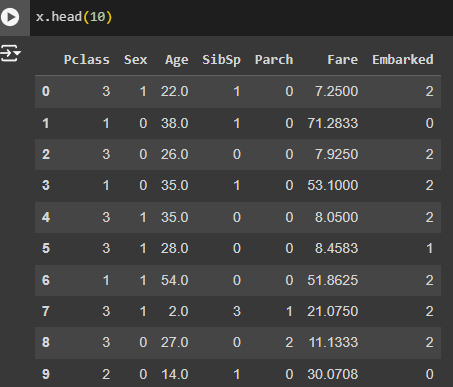 x.head(10)
Pclass Sex Age SibSp Parch Fare Embarked
0 3 1 22.0 1 0 7.2500 2
1 1 0 38.0 1 0 71.2833 0
2 3 0 26.0 0 0 7.9250 2
3 1 0 35.0 1 0 53.1000 2
4 3 1 35.0 0 0 8.0500 2
5 3 1 28.0 0 0 8.4583 1
6 1 1 54.0 0 0 51.8625 2
7 3 1 2.0 3 1 21.0750 2
8 3 0 27.0 0 2 11.1333 2
9 2 0 14.0 1 0 30.0708 0